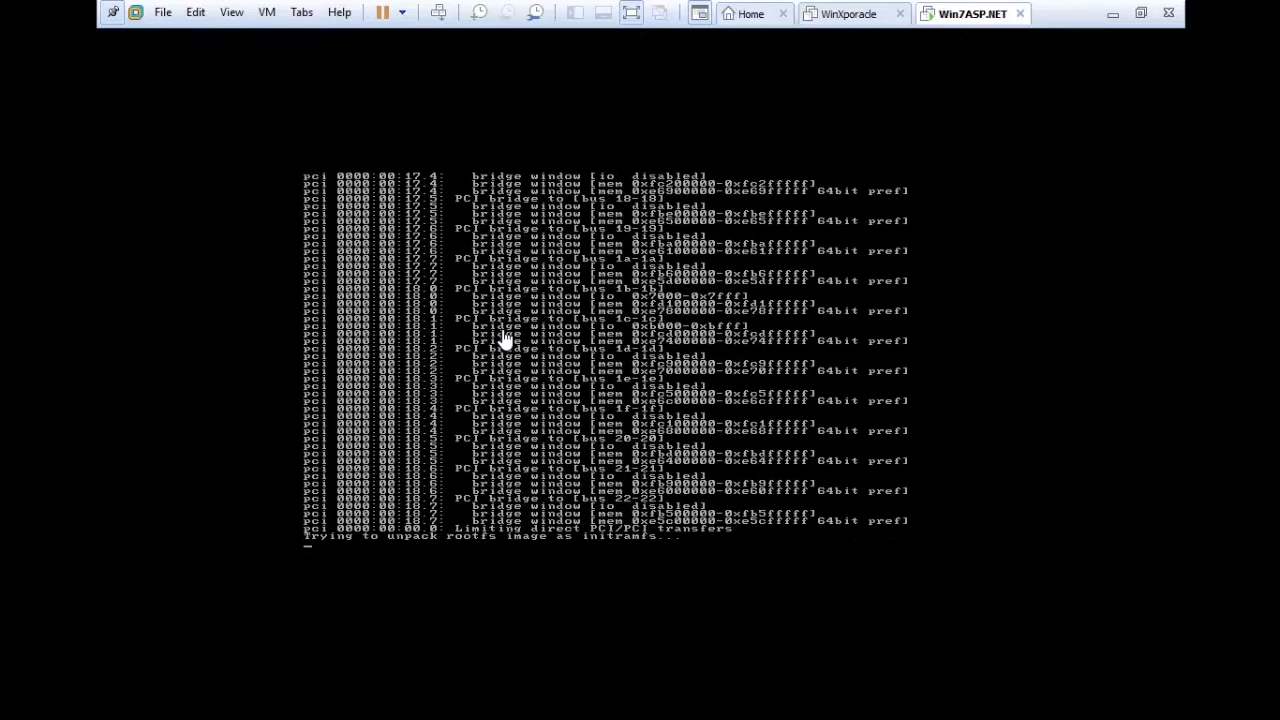 File Edit View VM Tabs Help Home WinXporacle Win7ASP.NET
pci 0000:00:17.4:   bridge window [io  disabled]
pci 0000:00:17.4:   bridge window [mem 0xfc200000-0xfc2fffff]
pci 0000:00:17.4:   bridge window [mem 0xe6900000-0xe69fffff 64bit pref]
pci 0000:00:17.5: PCI bridge to [bus 18-18]
pci 0000:00:17.5:   bridge window [io  disabled]
pci 0000:00:17.5:   bridge window [mem 0xfbe00000-0xfbefffff]
pci 0000:00:17.5:   bridge window [mem 0xe6500000-0xe65fffff 64bit pref]
pci 0000:00:17.6: PCI bridge to [bus 19-19]
pci 0000:00:17.6:   bridge window [io  disabled]
pci 0000:00:17.6:   bridge window [mem 0xfba00000-0xfbafffff]
pci 0000:00:17.6:   bridge window [mem 0xe6100000-0xe61fffff 64bit pref]
pci 0000:00:17.7: PCI bridge to [bus 1a-1a]
pci 0000:00:17.7:   bridge window [io  disabled]
pci 0000:00:17.7:   bridge window [mem 0xfb600000-0xfb6fffff]
pci 0000:00:17.7:   bridge window [mem 0xe5d00000-0xe5dfffff 64bit pref]
pci 0000:00:18.0: PCI bridge to [bus 1b-1b]
pci 0000:00:18.0:   bridge window [io  0x7000-0x7fff]
pci 0000:00:18.0:   bridge window [mem 0xfd100000-0xfd1fffff]
pci 0000:00:18.0:   bridge window [mem 0xe7800000-0xe78fffff 64bit pref]
pci 0000:00:18.1: PCI bridge to [bus 1c-1c]
pci 0000:00:18.1:   bridge window [io  0xb000-0xbfff]
pci 0000:00:18.1:   bridge window [mem 0xfcd00000-0xfcdfffff]
pci 0000:00:18.1:   bridge window [mem 0xe7400000-0xe74fffff 64bit pref]
pci 0000:00:18.2: PCI bridge to [bus 1d-1d]
pci 0000:00:18.2:   bridge window [io  disabled]
pci 0000:00:18.2:   bridge window [mem 0xfc900000-0xfc9fffff]
pci 0000:00:18.2:   bridge window [mem 0xe7000000-0xe70fffff 64bit pref]
pci 0000:00:18.3: PCI bridge to [bus 1e-1e]
pci 0000:00:18.3:   bridge window [io  disabled]
pci 0000:00:18.3:   bridge window [mem 0xfc500000-0xfc5fffff]
pci 0000:00:18.3:   bridge window [mem 0xe6c00000-0xe6cfffff 64bit pref]
pci 0000:00:18.4: PCI bridge to [bus 1f-1f]
pci 0000:00:18.4:   bridge window [io  disabled]
pci 0000:00:18.4:   bridge window [mem 0xfc100000-0xfc1fffff]
pci 0000:00:18.4:   bridge window [mem 0xe6800000-0xe68fffff 64bit pref]
pci 0000:00:18.5: PCI bridge to [bus 20-20]
pci 0000:00:18.5:   bridge window [io  disabled]
pci 0000:00:18.5:   bridge window [mem 0xfbd00000-0xfbdfffff]
pci 0000:00:18.5:   bridge window [mem 0xe6400000-0xe64fffff 64bit pref]
pci 0000:00:18.6: PCI bridge to [bus 21-21]
pci 0000:00:18.6:   bridge window [io  disabled]
pci 0000:00:18.6:   bridge window [mem 0xfb900000-0xfb9fffff]
pci 0000:00:18.6:   bridge window [mem 0xe6000000-0xe60fffff 64bit pref]
pci 0000:00:18.7: PCI bridge to [bus 22-22]
pci 0000:00:18.7:   bridge window [io  disabled]
pci 0000:00:18.7:   bridge window [mem 0xfb500000-0xfb5fffff]
pci 0000:00:18.7:   bridge window [mem 0xe5c00000-0xe5cfffff 64bit pref]
pci 0000:00:00.0: Limiting direct PCI/PCI transfers
Trying to unpack rootfs image as initramfs...